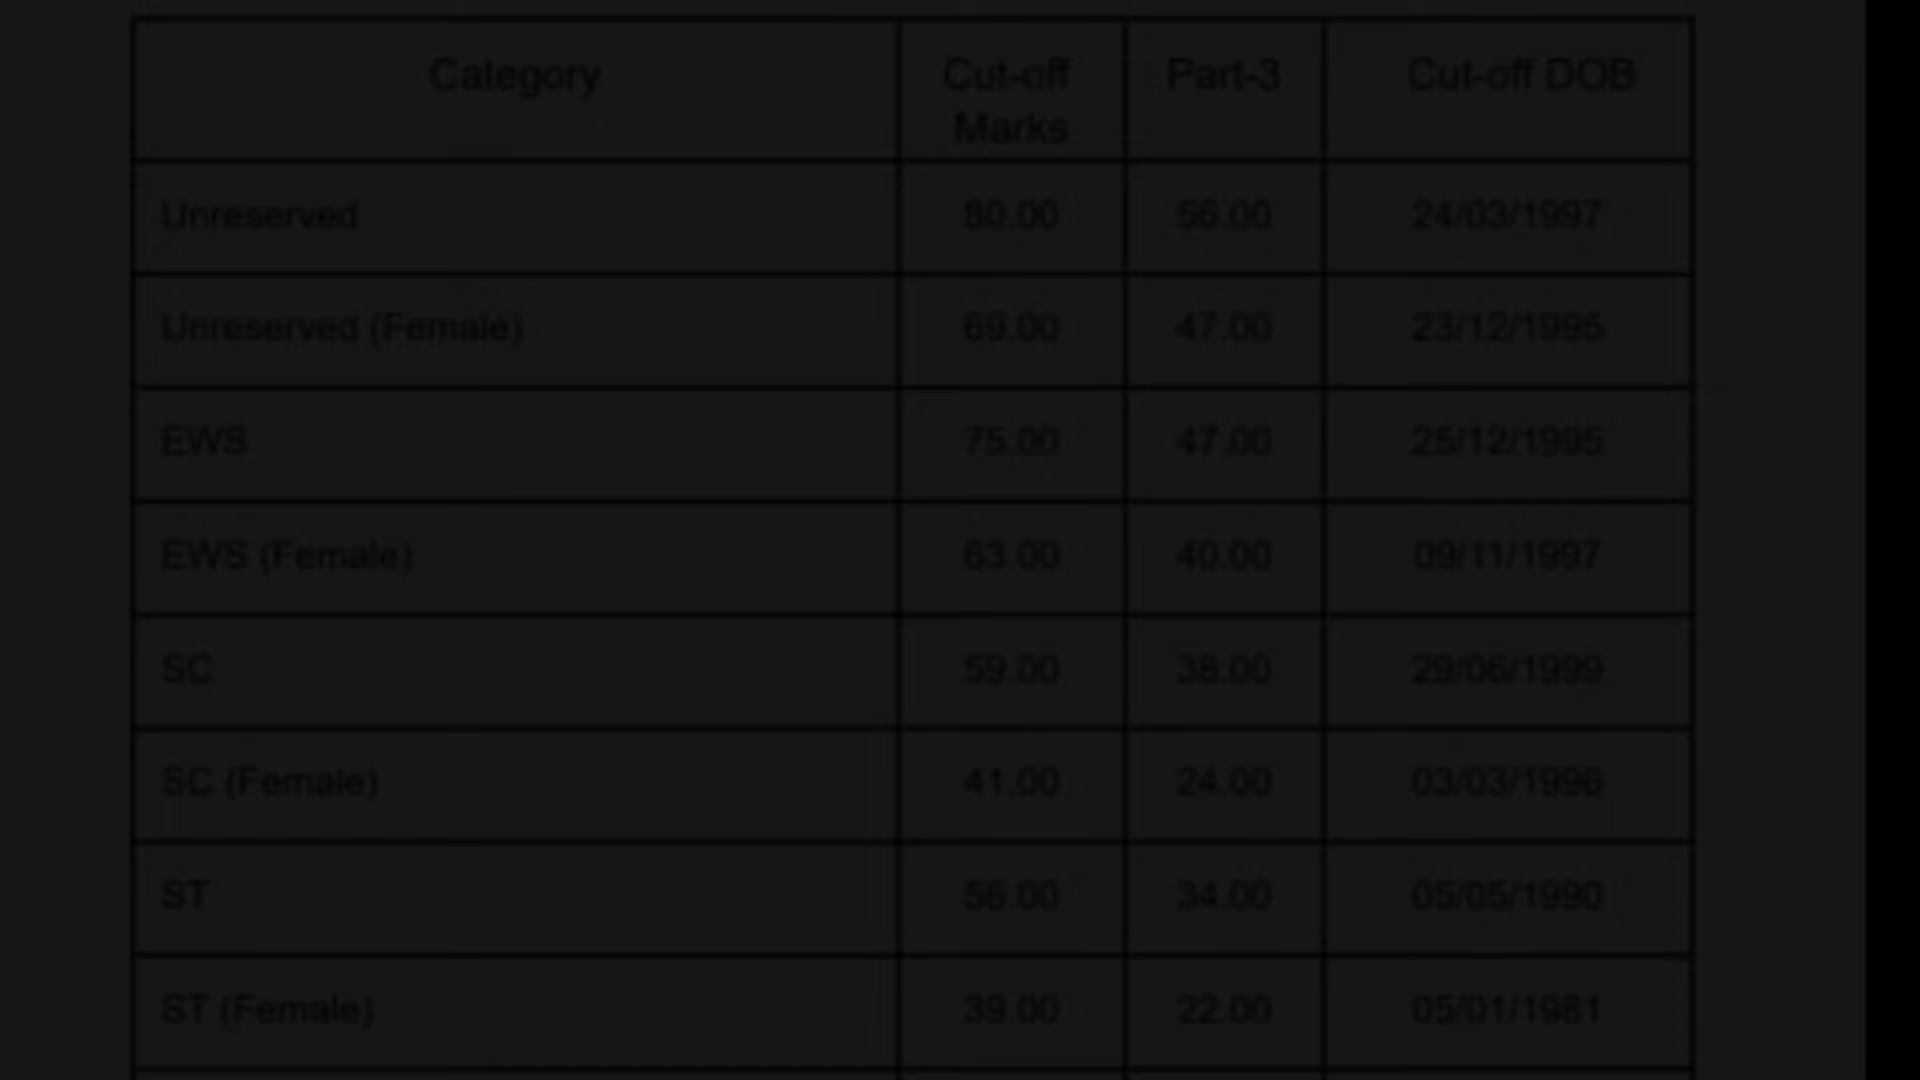 Category Cut-off Marks Part-3 Cut-off DOB
Unreserved 80.00 56.00 24/03/1997
Unreserved (Female) 69.00 47.00 23/12/1995
EWS 75.00 47.00 25/12/1995
EWS (Female) 63.00 40.00 09/11/1997
SC 59.00 38.00 29/06/1999
SC (Female) 41.00 24.00 03/03/1996
ST 56.00 34.00 05/05/1990
ST (Female) 39.00 22.00 05/01/1981